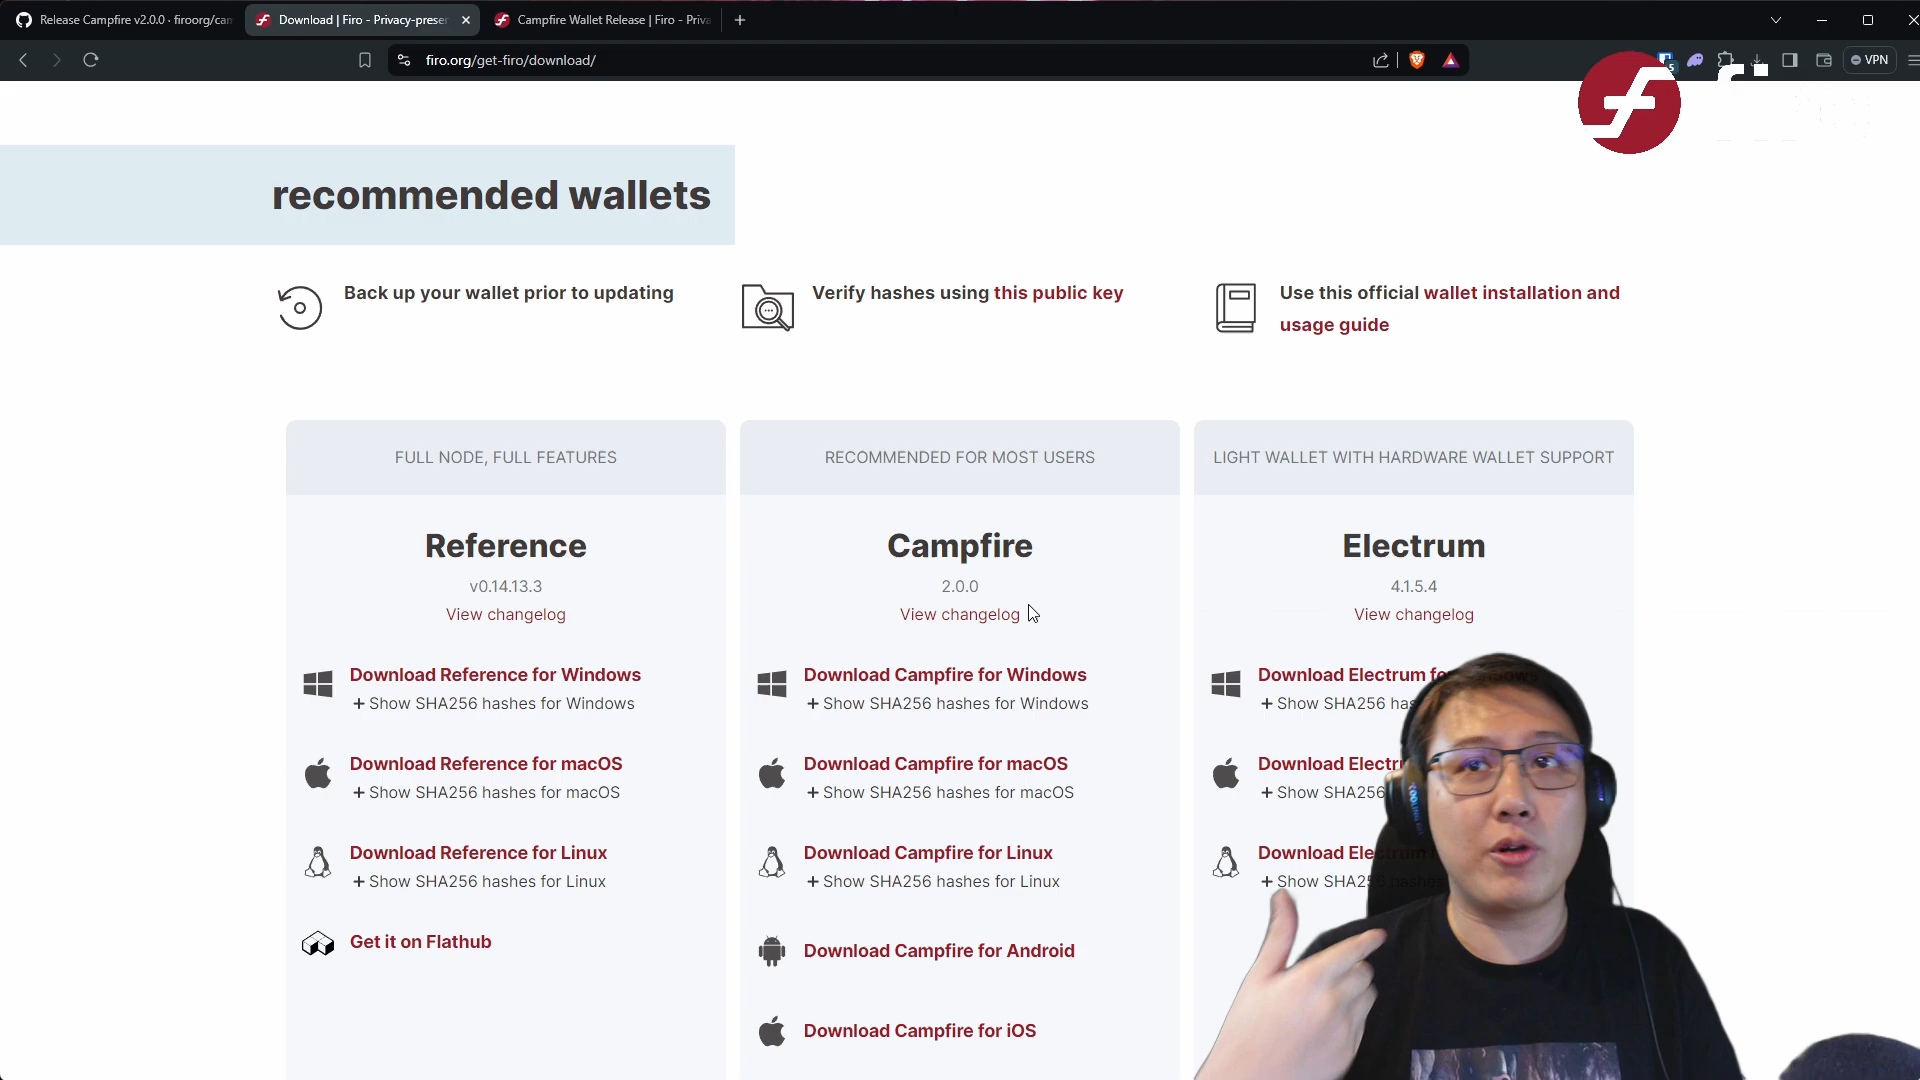 Release Campfire v2.0.0 · firoorg/cam
Download | Firo - Privacy-preser
Campfire Wallet Release | Firo - Priva
firo.org/get-firo/download/
5
VPN
recommended wallets
Back up your wallet prior to updating
Verify hashes using this public key
Use this official wallet installation and
usage guide
FULL NODE, FULL FEATURES
Reference
v0.14.13.3
View changelog
Download Reference for Windows
+ Show SHA256 hashes for Windows
Download Reference for macOS
+ Show SHA256 hashes for macOS
Download Reference for Linux
+ Show SHA256 hashes for Linux
Get it on Flathub
RECOMMENDED FOR MOST USERS
Campfire
2.0.0
View changelog
Download Campfire for Windows
+ Show SHA256 hashes for Windows
Download Campfire for macOS
+ Show SHA256 hashes for macOS
Download Campfire for Linux
+ Show SHA256 hashes for Linux
Download Campfire for Android
Download Campfire for iOS
LIGHT WALLET WITH HARDWARE WALLET SUPPORT
Electrum
4.1.5.4
View changelog
Download Electrum
+ Show SHA256
Download
+ Show SHA256
Download
+ Show